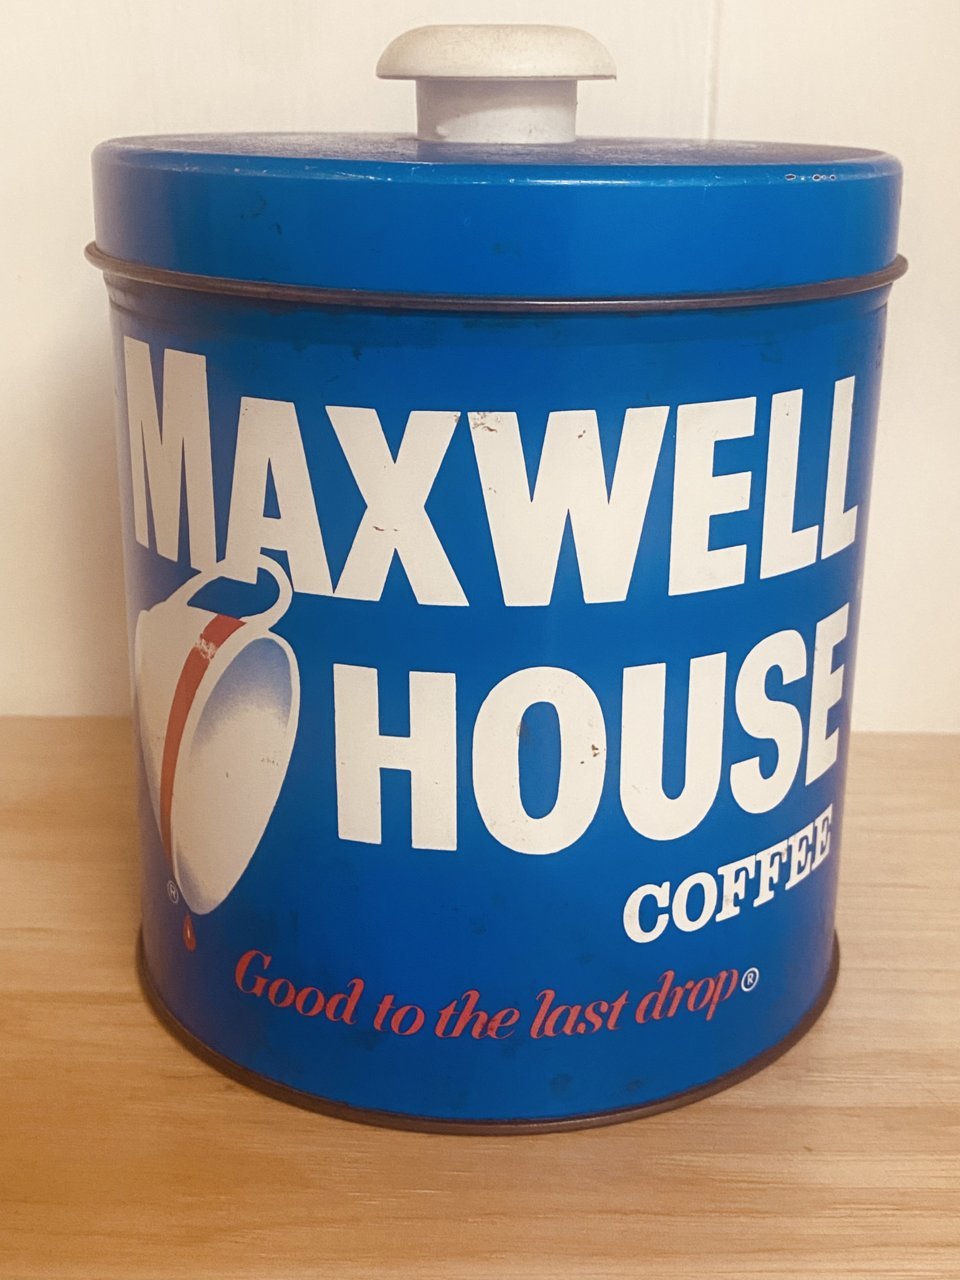 MAXWELL
HOUSE
COFFEE
®
Good to the last drop®